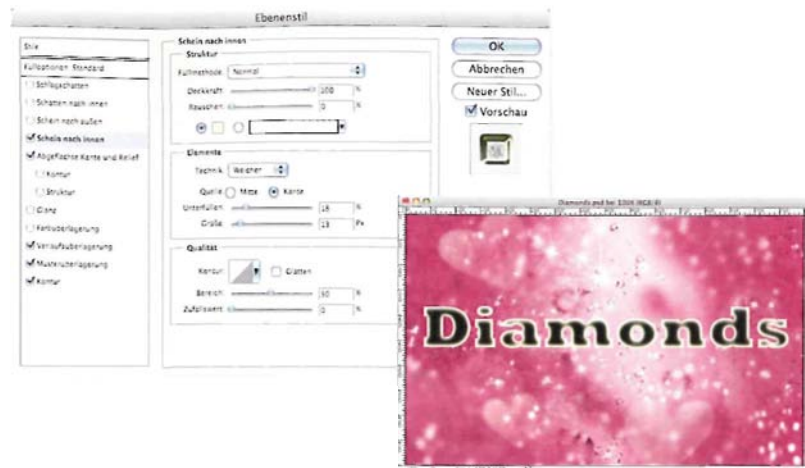 Ebenenstil
Stile
Fülloptionen: Standard
Schlagschatten
Schatten nach innen
Schein nach außen
Schein nach innen
Abgeflachte Kante und Relief
Kontur
Struktur
Glanz
Farbüberlagerung
Verlaufsüberlagerung
Musterüberlagerung
Kontur
Schein nach innen
Struktur
Füllmethode: Normal
Deckkraft: 100 %
Rauschen: 0 %
Elemente
Technik: Weicher
Quelle: Mitte Kante
Unterfüllen: 18 %
Größe: 13 Px
Qualität
Kontur: Glätten
Bereich: 50 %
Zufallswert: 0 %
OK
Abbrechen
Neuer Stil...
Vorschau
Diamonds